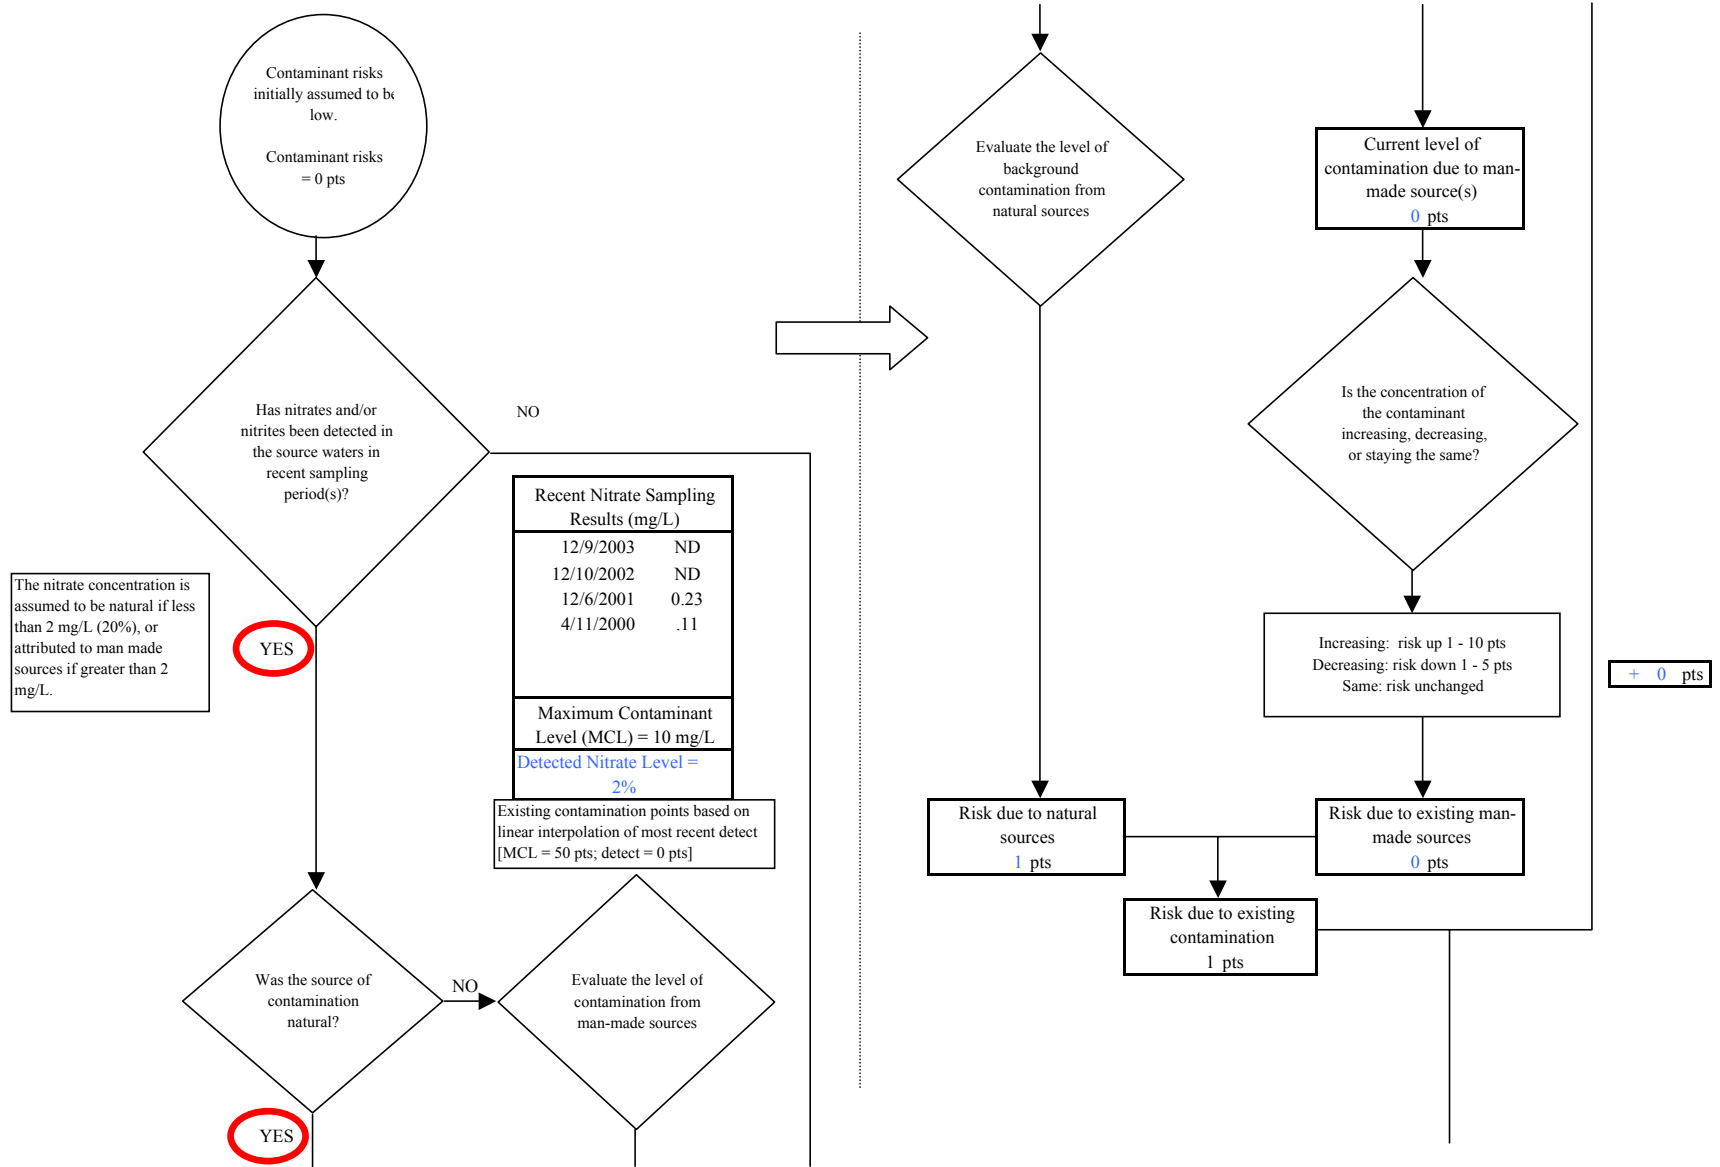 Contaminant risks
initially assumed to be
low.
Contaminant risks
= 0 pts
Has nitrates and/or
nitrites been detected in
the source waters in
recent sampling
period(s)?
NO
Recent Nitrate Sampling
Results (mg/L)
12/9/2003 ND
12/10/2002 ND
12/6/2001 0.23
4/11/2000 .11
Maximum Contaminant
Level (MCL) = 10 mg/L
Detected Nitrate Level =
2%
Existing contamination points based on
linear interpolation of most recent detect
[MCL = 50 pts; detect = 0 pts]
The nitrate concentration is
assumed to be natural if less
than 2 mg/L (20%), or
attributed to man made
sources if greater than 2
mg/L.
YES
Was the source of
contamination
natural?
NO
Evaluate the level of
contamination from
man-made sources
YES
Evaluate the level of
background
contamination from
natural sources
Current level of
contamination due to man-
made source(s)
0 pts
Is the concentration of
the contaminant
increasing, decreasing,
or staying the same?
Increasing: risk up 1 - 10 pts
Decreasing: risk down 1 - 5 pts
Same: risk unchanged
+ 0 pts
Risk due to natural
sources
1 pts
Risk due to existing man-
made sources
0 pts
Risk due to existing
contamination
1 pts